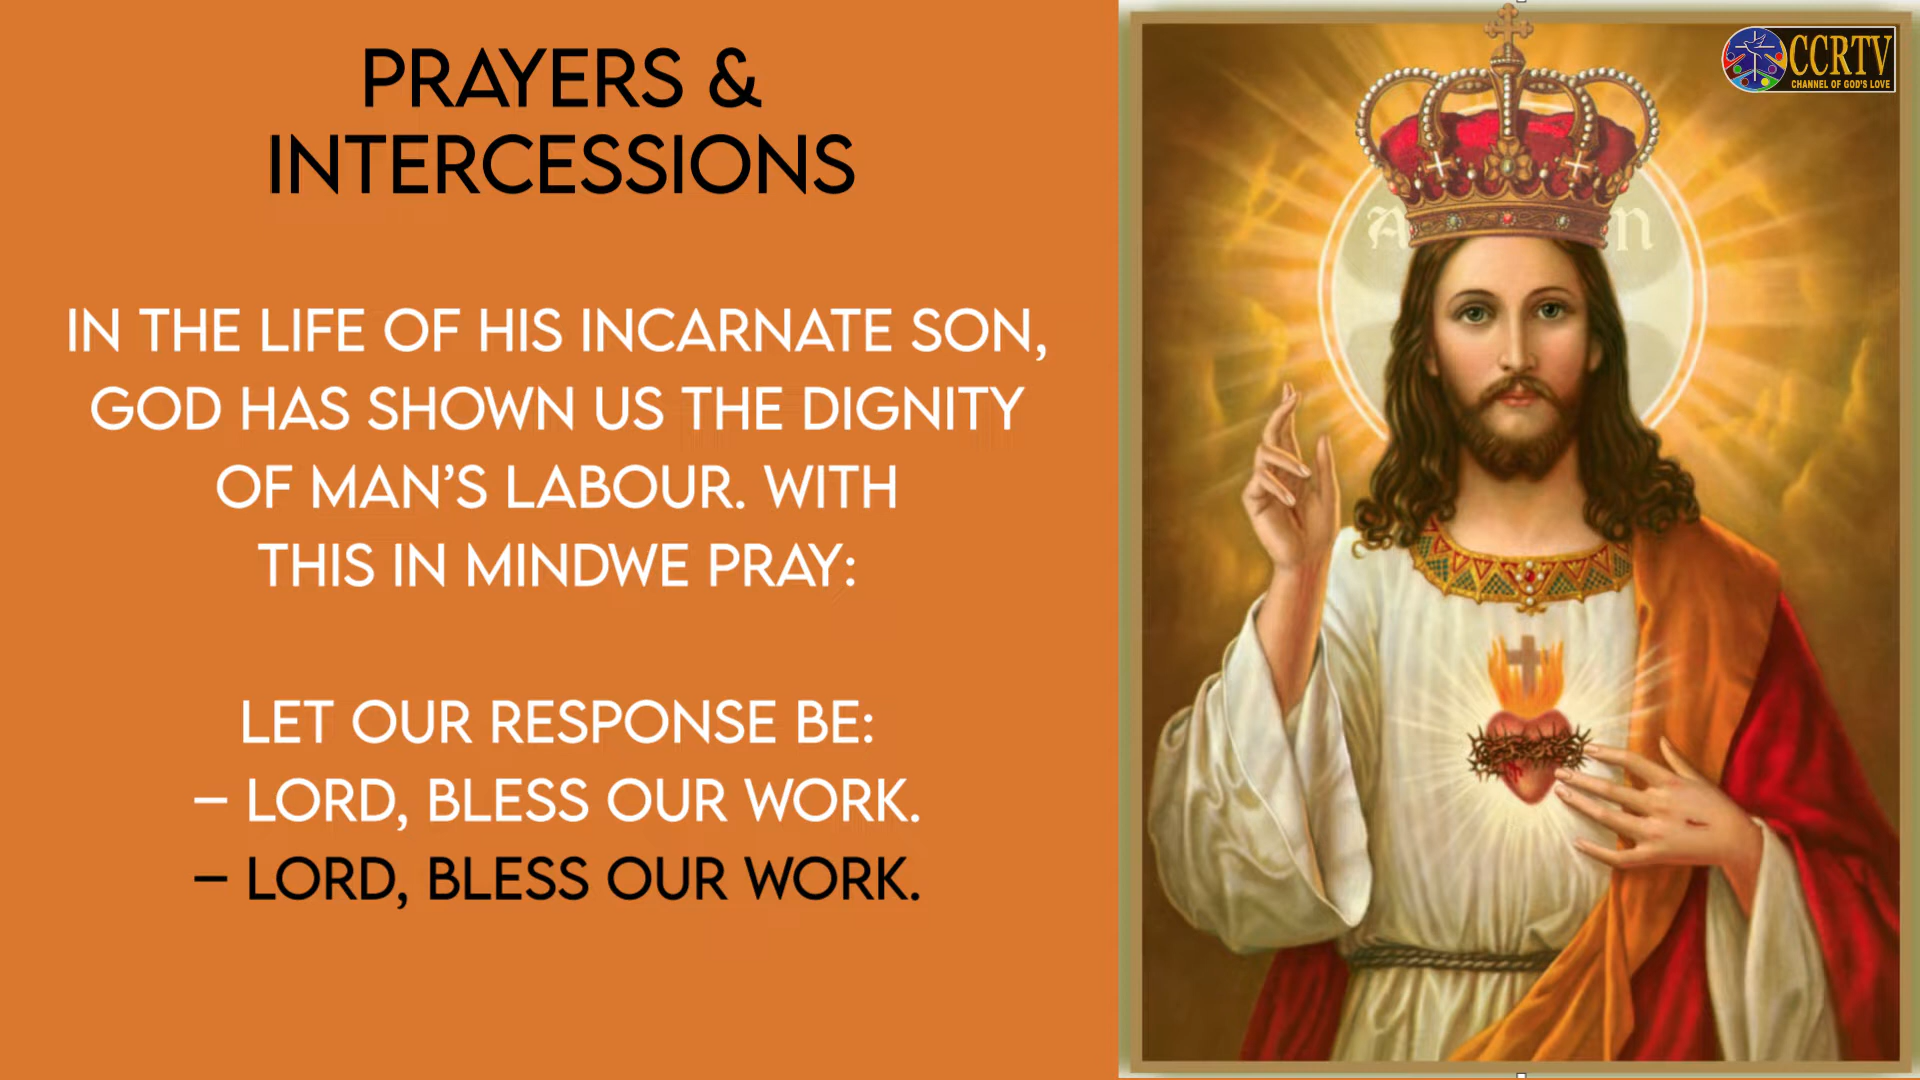 PRAYERS &
INTERCESSIONS
IN THE LIFE OF HIS INCARNATE SON,
GOD HAS SHOWN US THE DIGNITY
OF MAN'S LABOUR. WITH
THIS IN MINDWE PRAY:
LET OUR RESPONSE BE:
– LORD, BLESS OUR WORK.
– LORD, BLESS OUR WORK.
CCRTV
CHANNEL OF GOD'S LOVE